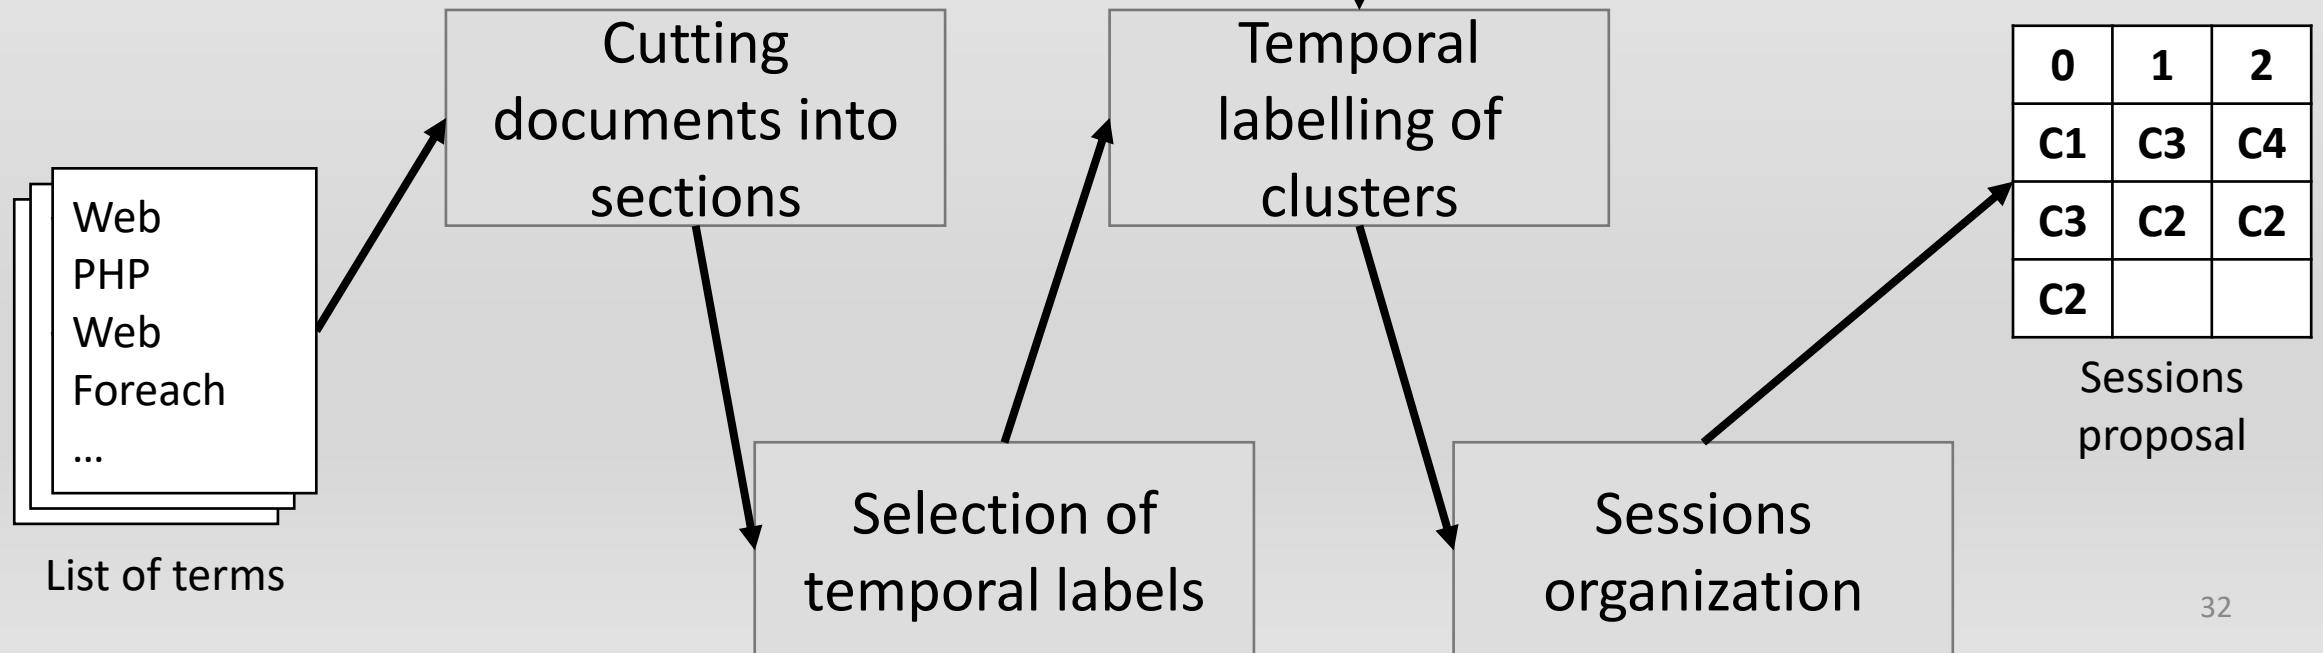 Cutting
documents into
sections
Temporal
labelling of
clusters
0 1 2
C1 C3 C4
C3 C2 C2
C2
Sessions
proposal
Web
PHP
Web
Foreach
...
List of terms
Selection of
temporal labels
Sessions
organization
32